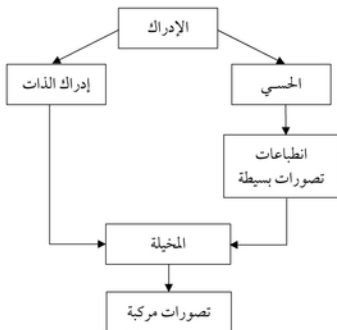 الإدراك
الحسي
إدراك الذات
انطباعات
تصورات بسيطة
المخيلة
تصورات مركبة